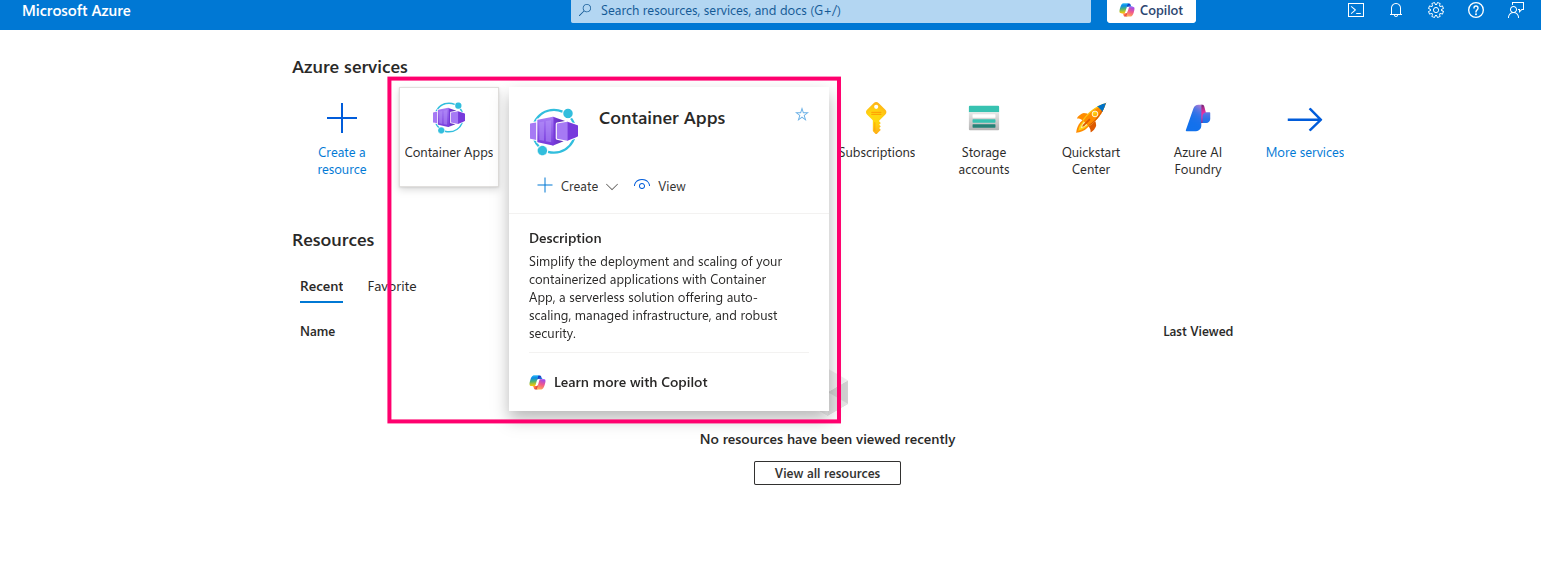 Microsoft Azure
Search resources, services, and docs (G+/)
Copilot
Azure services
Create a
resource
Container Apps
Container Apps
Create
View
Description
Simplify the deployment and scaling of your
containerized applications with Container
App, a serverless solution offering auto-
scaling, managed infrastructure, and robust
security.
Learn more with Copilot
Subscriptions
Storage
accounts
Quickstart
Center
Azure AI
Foundry
More services
Resources
Recent
Favorite
Name
Last Viewed
No resources have been viewed recently
View all resources